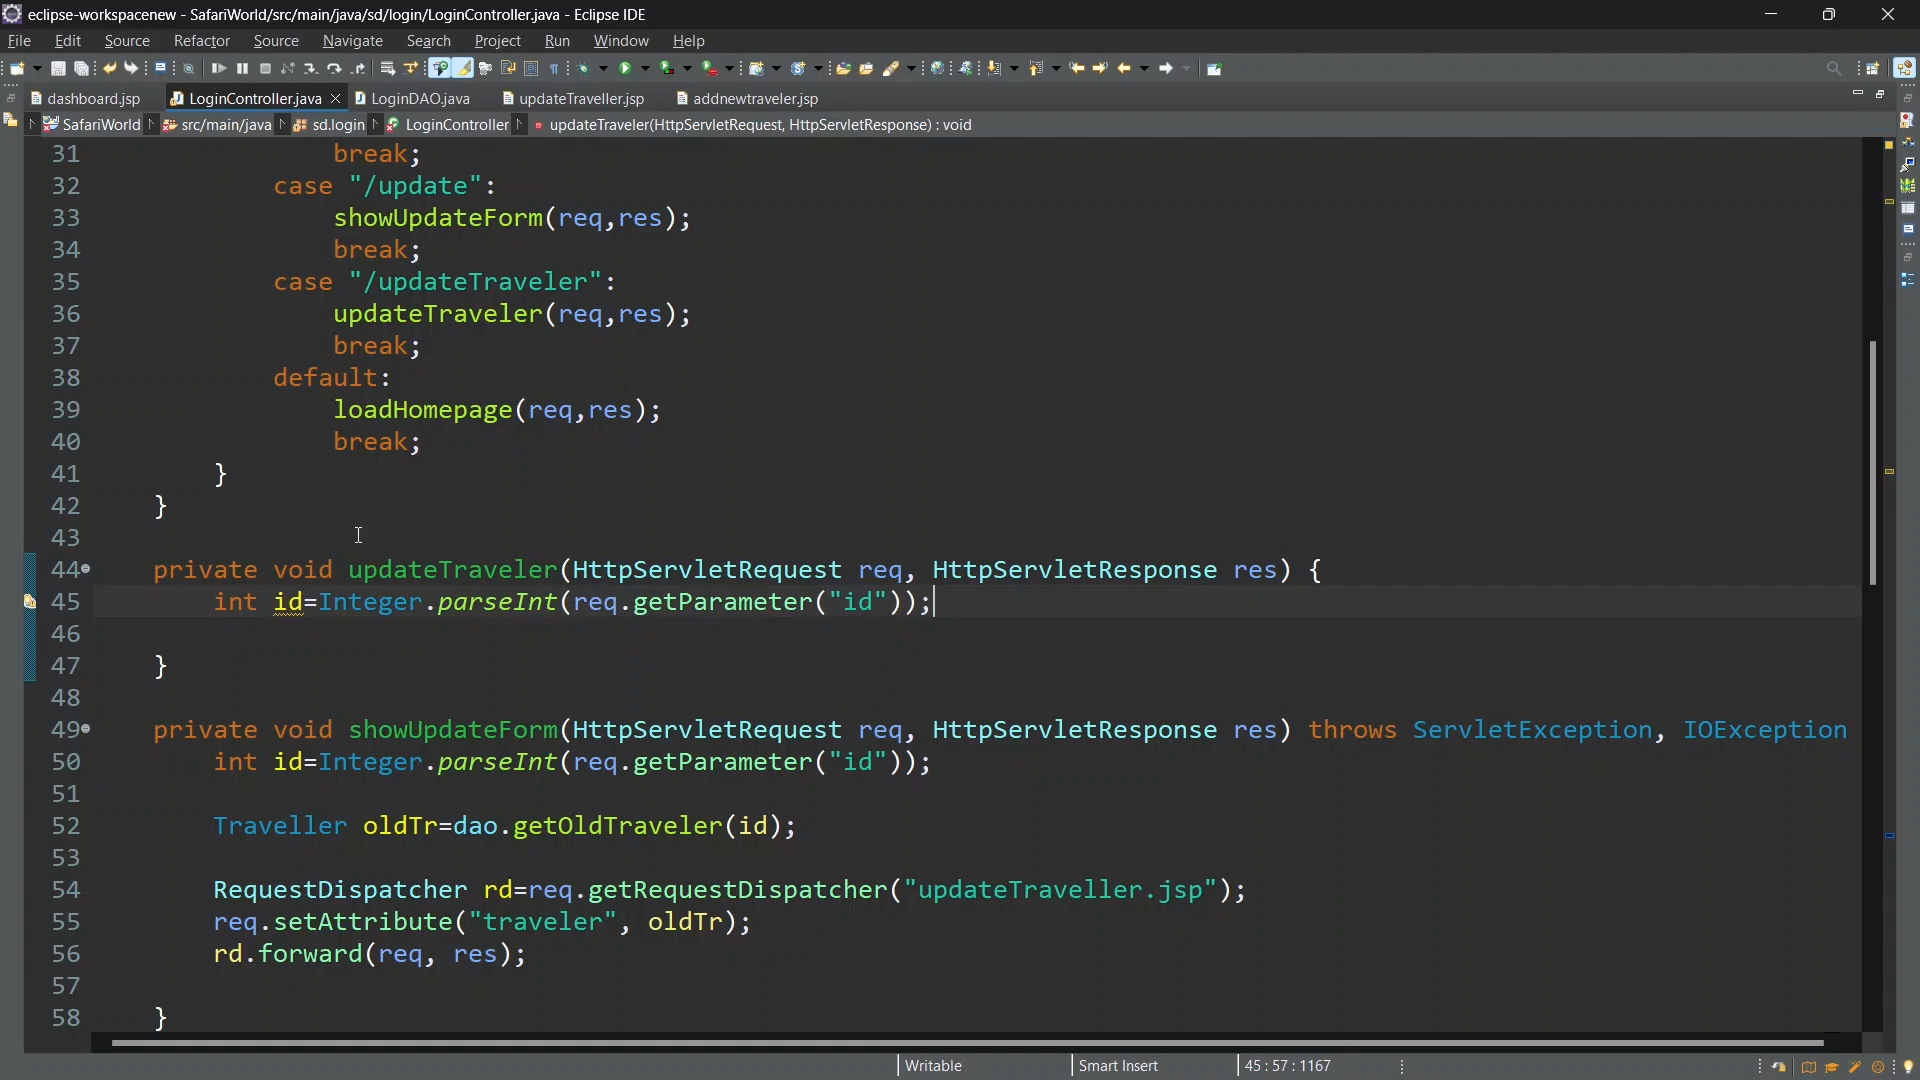 eclipse-workspacenew - SafariWorld/src/main/java/sd/login/LoginController.java - Eclipse IDE
File Edit Source Refactor Source Navigate Search Project Run Window Help
dashboard.jsp LoginController.java LoginDAO.java updateTraveller.jsp addnewtraveler.jsp
SafariWorld src/main/java sd.login LoginController updateTraveler(HttpServletRequest, HttpServletResponse) : void
31 break;
32 case "/update":
33 showUpdateForm(req,res);
34 break;
35 case "/updateTraveler":
36 updateTraveler(req,res);
37 break;
38 default:
39 loadHomepage(req,res);
40 break;
41 }
42 }
43
44 private void updateTraveler(HttpServletRequest req, HttpServletResponse res) {
45 int id=Integer.parseInt(req.getParameter("id"));
46
47 }
48
49 private void showUpdateForm(HttpServletRequest req, HttpServletResponse res) throws ServletException, IOException
50 int id=Integer.parseInt(req.getParameter("id"));
51
52 Traveller oldTr=dao.getOldTraveler(id);
53
54 RequestDispatcher rd=req.getRequestDispatcher("updateTraveller.jsp");
55 req.setAttribute("traveler", oldTr);
56 rd.forward(req, res);
57
58 }
Writable Smart Insert 45 : 57 : 1167